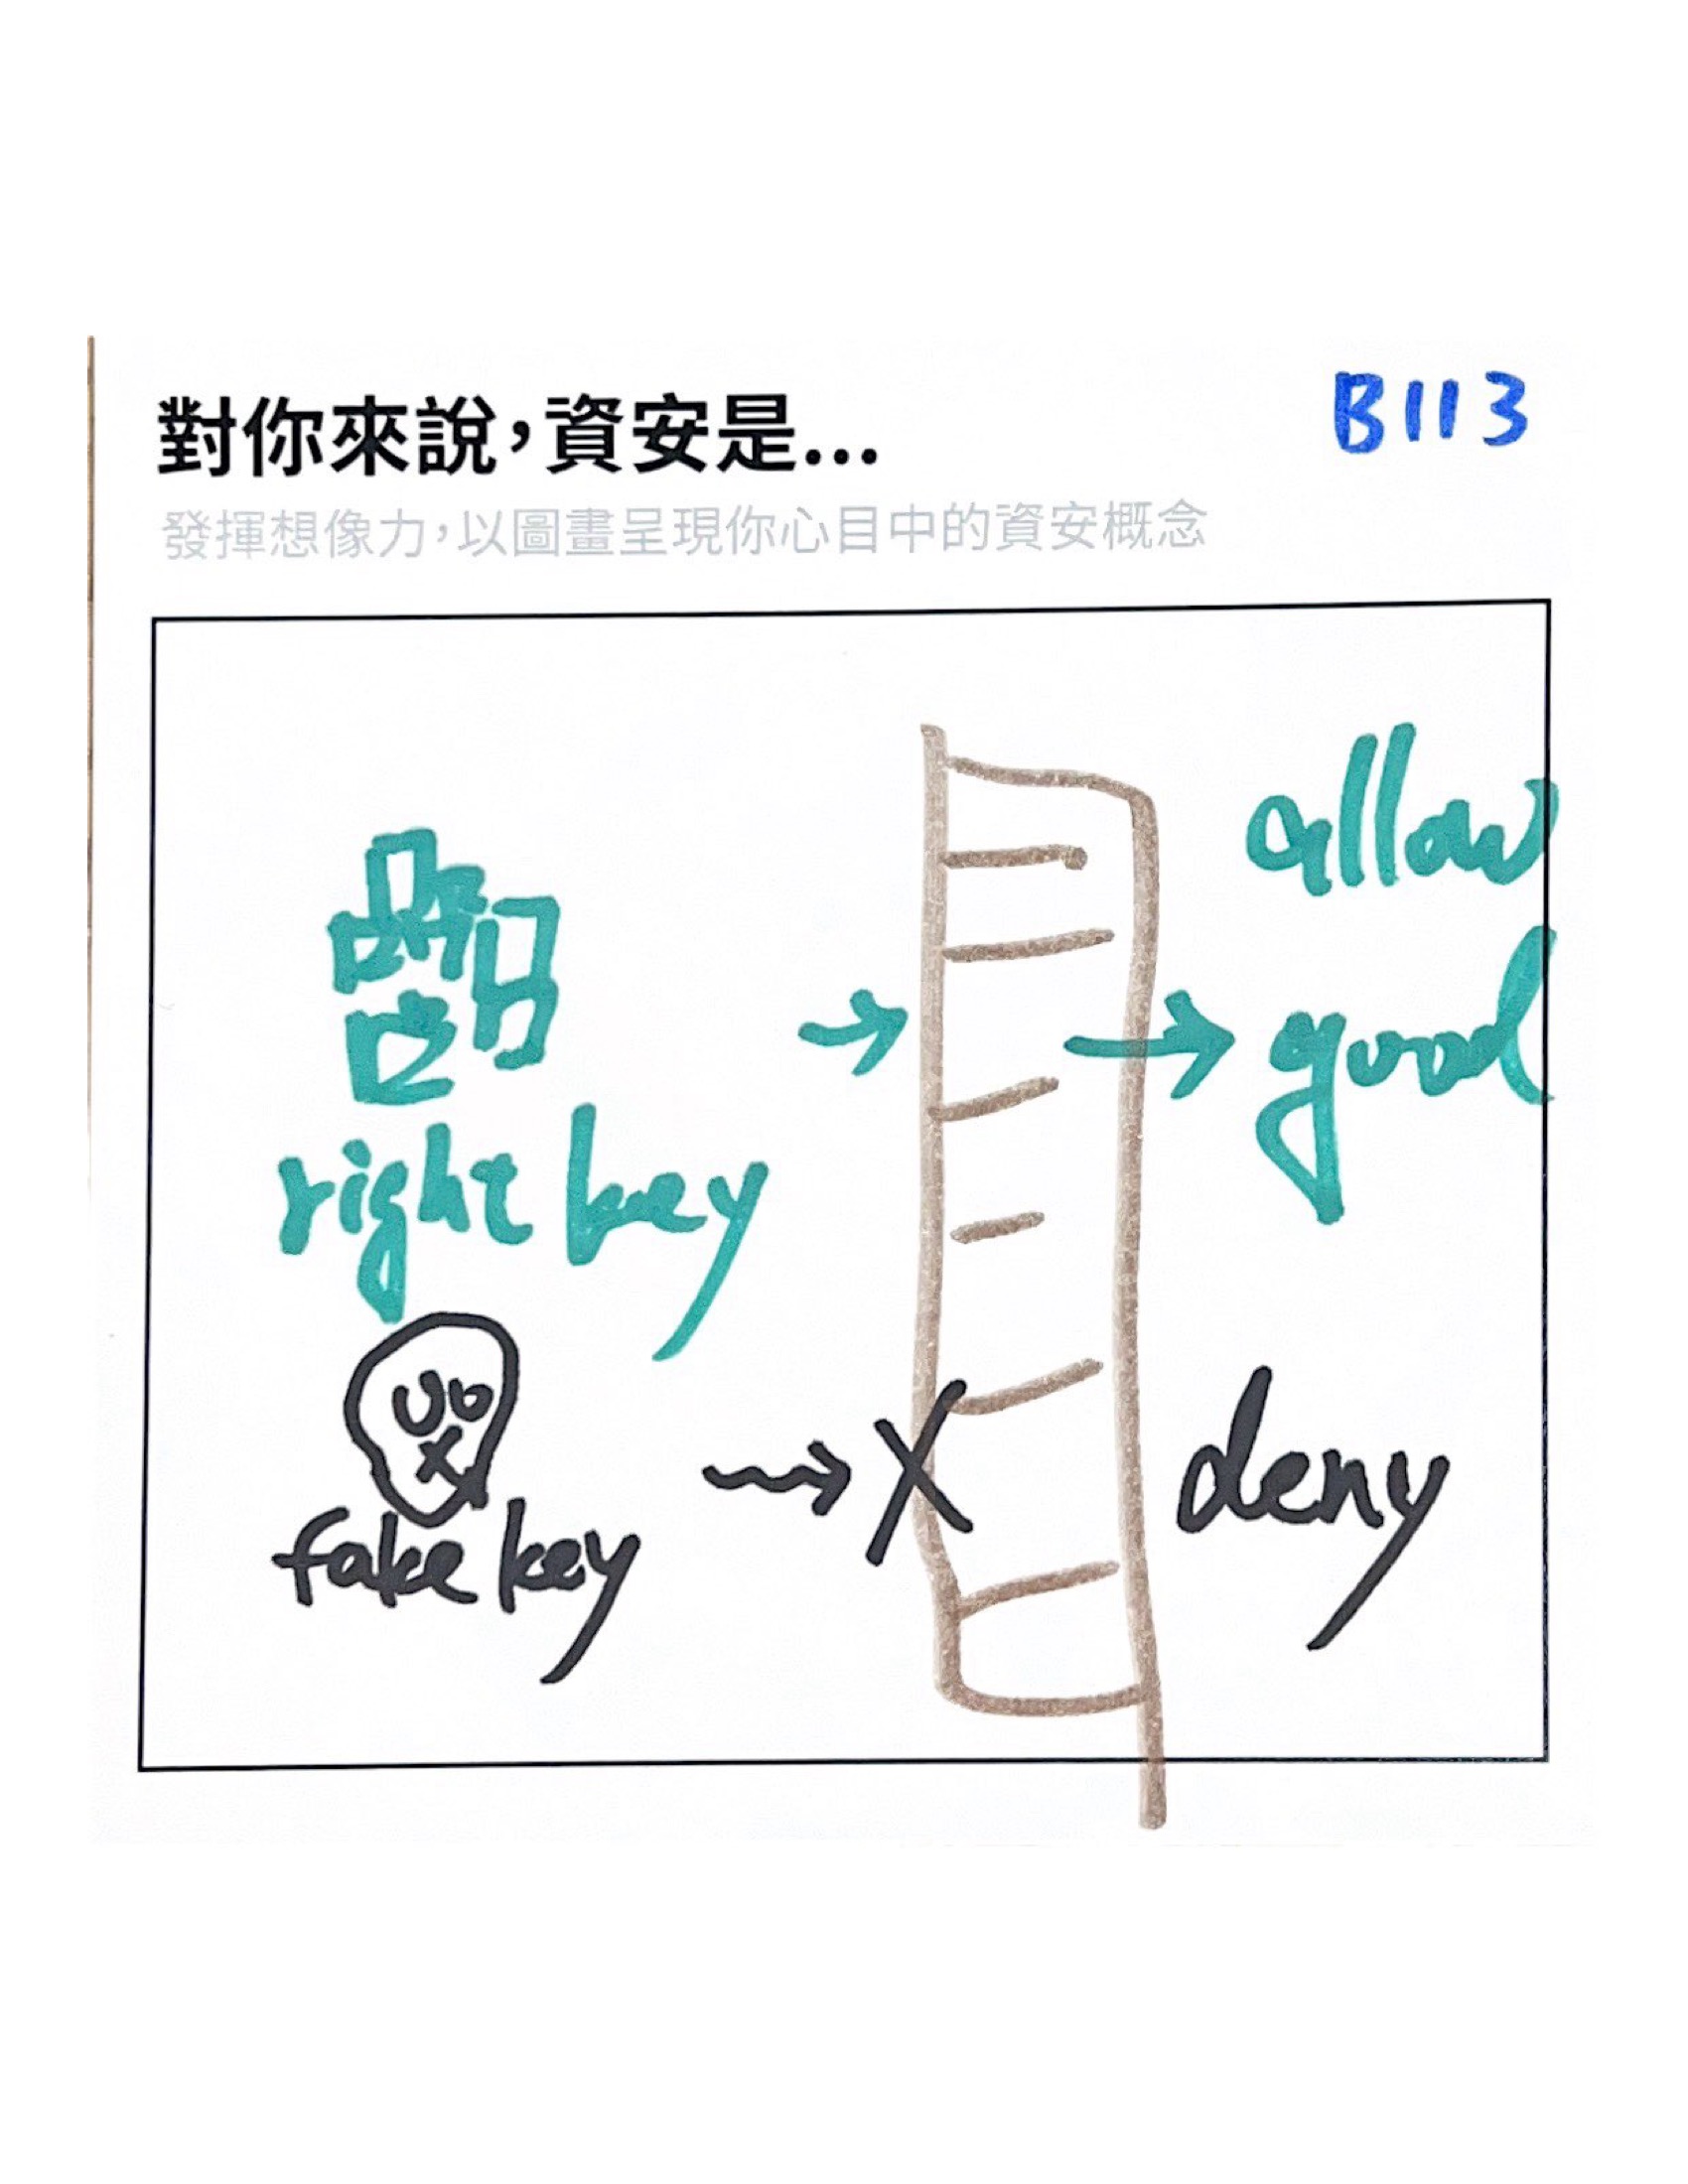 對你來說，資安是...
B113
發揮想像力，以圖畫呈現你心目中的資安概念
allow
good
right key
fake key
X
deny